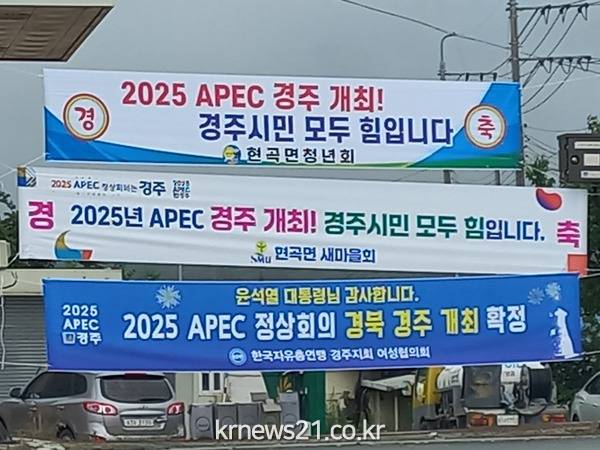 2025 APEC 경주 개최!
경 경주시민 모두 힘입니다 축
현곡면청년회
2025 APEC 정상회의는 경주 2025 APEC 경주
경 2025년 APEC 경주 개최! 경주시민 모두 힘입니다. 축
SMU 현곡면 새마을회
윤석열 대통령님 감사합니다.
2025 APEC 경주
2025 APEC 정상회의 경북 경주 개최 확정
한국자유총연맹 경주지회 여성협의회
krnews21.co.kr